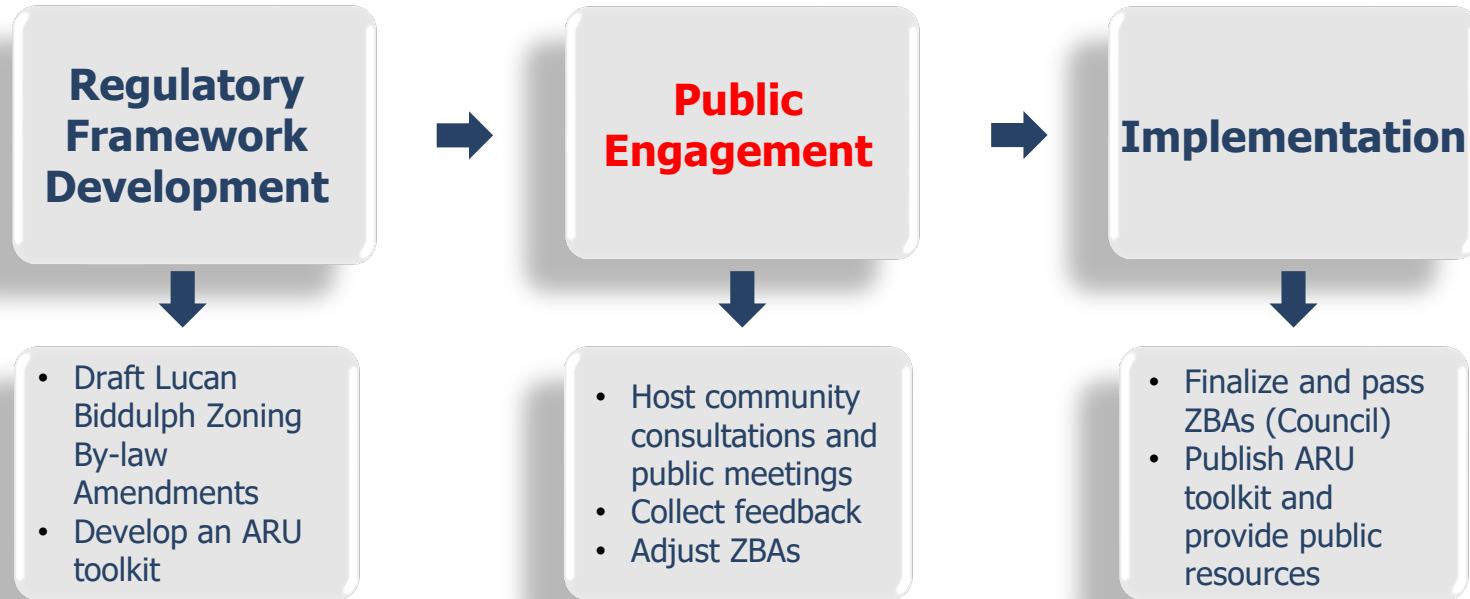 Regulatory
Framework
Development
Public
Engagement
Implementation
• Draft Lucan
Biddulph Zoning
By-law
Amendments
• Develop an ARU
toolkit
• Host community
consultations and
public meetings
• Collect feedback
• Adjust ZBAs
• Finalize and pass
ZBAs (Council)
• Publish ARU
toolkit and
provide public
resources